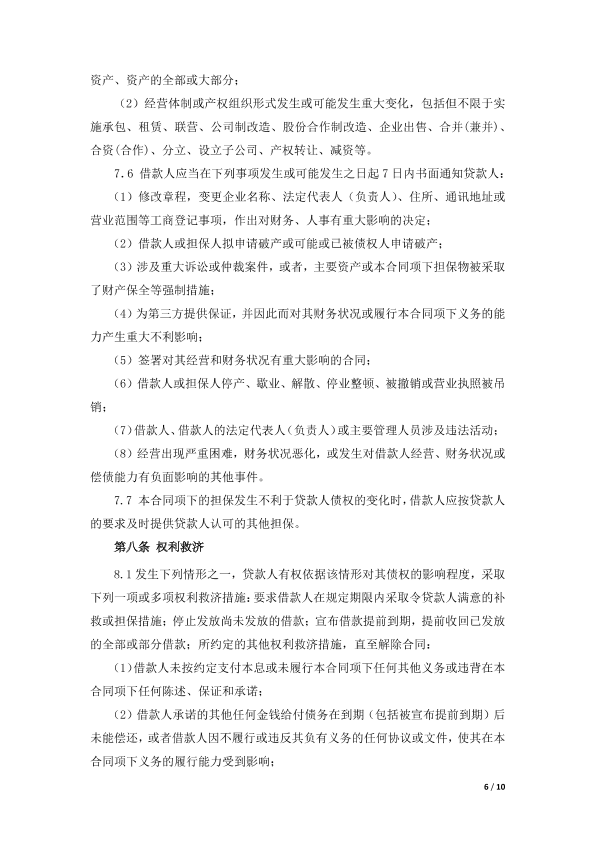 资产、资产的全部或大部分；
（2）经营体制或产权组织形式发生或可能发生重大变化，包括但不限于实
施承包、租赁、联营、公司制改造、股份合作制改造、企业出售、合并(兼并)、
合资(合作)、分立、设立子公司、产权转让、减资等。
7.6 借款人应当在下列事项发生或可能发生之日起 7 日内书面通知贷款人：
（1）修改章程，变更企业名称、法定代表人（负责人）、住所、通讯地址或
营业范围等工商登记事项，作出对财务、人事有重大影响的决定；
（2）借款人或担保人拟申请破产或可能或已被债权人申请破产；
（3）涉及重大诉讼或仲裁案件，或者，主要资产或本合同项下担保物被采取
了财产保全等强制措施；
（4）为第三方提供保证，并因此而对其财务状况或履行本合同项下义务的能
力产生重大不利影响；
（5）签署对其经营和财务状况有重大影响的合同；
（6）借款人或担保人停产、歇业、解散、停业整顿、被撤销或营业执照被吊
销；
（7）借款人、借款人的法定代表人（负责人）或主要管理人员涉及违法活动；
（8）经营出现严重困难，财务状况恶化，或发生对借款人经营、财务状况或
偿债能力有负面影响的其他事件。
7.7 本合同项下的担保发生不利于贷款人债权的变化时，借款人应按贷款人
的要求及时提供贷款人认可的其他担保。
第八条 权利救济
8.1 发生下列情形之一，贷款人有权依据该情形对其债权的影响程度，采取
下列一项或多项权利救济措施：要求借款人在规定期限内采取令贷款人满意的补
救或担保措施；停止发放尚未发放的借款；宣布借款提前到期，提前收回已发放
的全部或部分借款；所约定的其他权利救济措施，直至解除合同：
（1）借款人未按约定支付本息或未履行本合同项下任何其他义务或违背在本
合同项下任何陈述、保证和承诺；
（2）借款人承诺的其他任何金钱给付债务在到期（包括被宣布提前到期）后
未能偿还，或者借款人因不履行或违反其负有义务的任何协议或文件，使其在本
合同项下义务的履行能力受到影响；
6 / 10